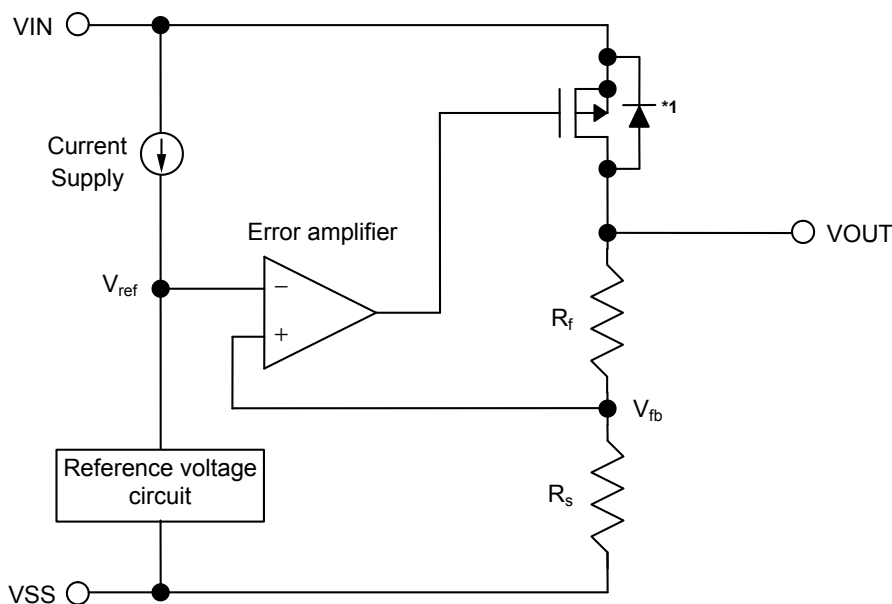 VIN
*1
Current
Supply
Error amplifier
VOUT
Vref
−
+
Rf
Vfb
Reference voltage
circuit
Rs
VSS